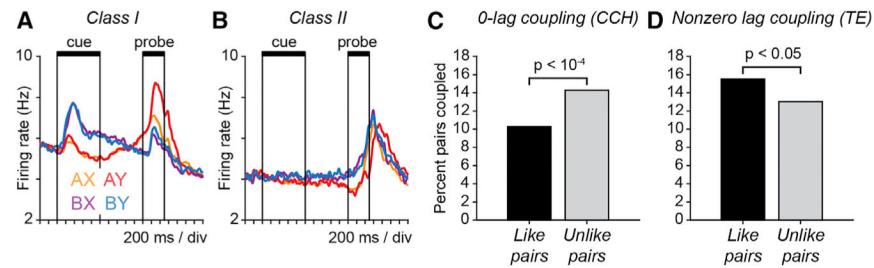 A Class I
cue probe
10
Firing rate (Hz)
2
AX AY
BX BY
200 ms / div
B Class II
cue probe
10
Firing rate (Hz)
2
200 ms / div
C 0-lag coupling (CCH)
p < 10-4
Percent pairs coupled
18
16
14
12
10
8
6
4
2
0
Like pairs
Unlike pairs
D Nonzero lag coupling (TE)
p < 0.05
18
16
14
12
10
8
6
4
2
0
Like pairs
Unlike pairs